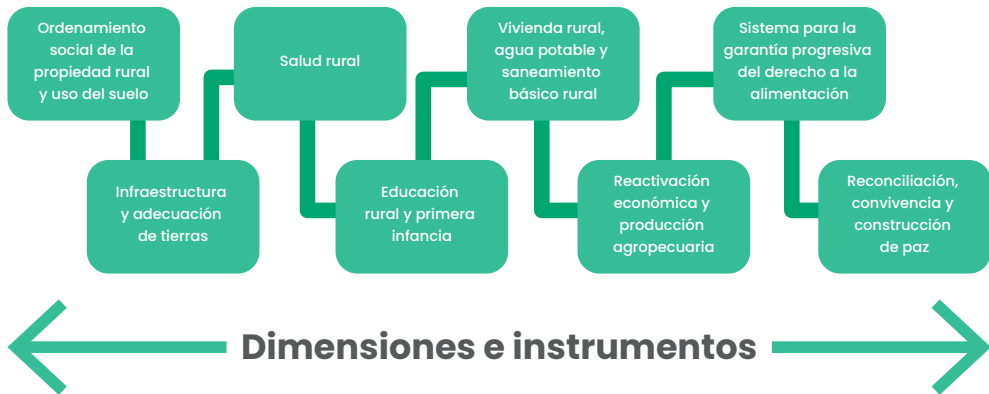 Ordenamiento
social de la
propiedad rural
y uso del suelo
Infraestructura
y adecuación
de tierras
Salud rural
Educación
rural y primera
infancia
Vivienda rural,
agua potable y
saneamiento
básico rural
Reactivación
económica y
producción
agropecuaria
Sistema para la
garantía progresiva
del derecho a la
alimentación
Reconciliación,
convivencia y
construcción
de paz
Dimensiones e instrumentos